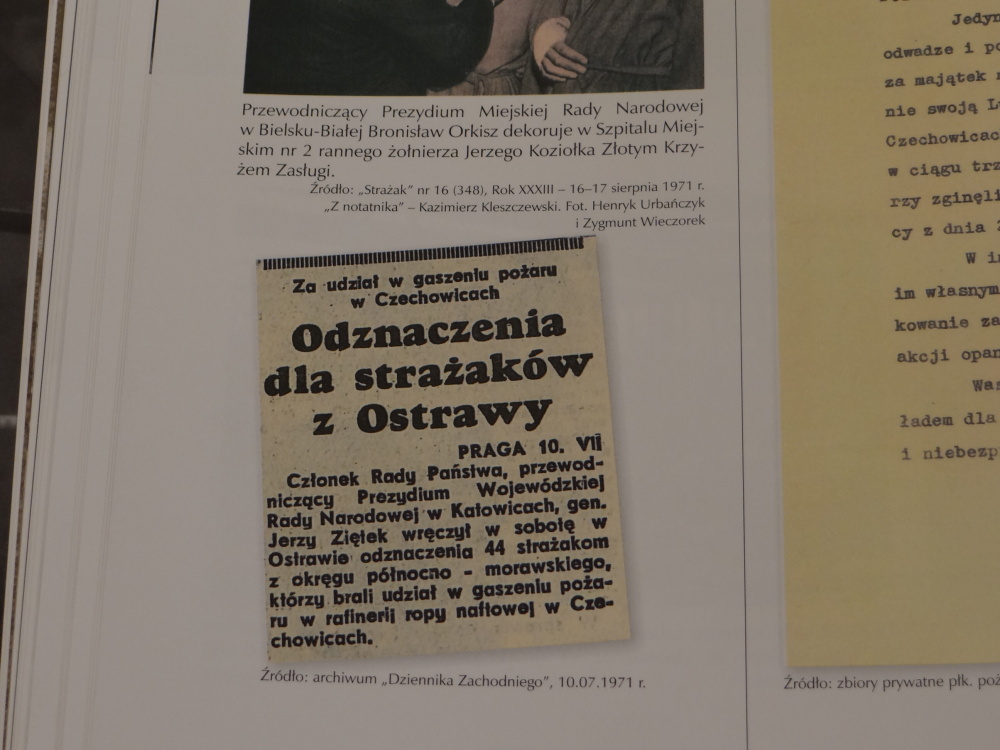 Przewodniczący Prezydium Miejskiej Rady Narodowej
w Bielsku-Białej Bronisław Orkisz dekoruje w Szpitalu Miej-
skim nr 2 rannego żołnierza Jerzego Koziołka Złotym Krzy-
żem Zasługi.
Źródło: „Strażak” nr 16 (348), Rok XXXIII – 16–17 sierpnia 1971 r.
„Z notatnika” – Kazimierz Kleszczewski. Fot. Henryk Urbańczyk
i Zygmunt Wieczorek
Za udział w gaszeniu pożaru
w Czechowicach
Odznaczenia
dla strażaków
z Ostrawy
PRAGA 10. VII
Członek Rady Państwa, przewod-
niczący Prezydium Wojewódzkiej
Rady Narodowej w Katowicach, gen.
Jerzy Ziętek wręczył w sobotę w
Ostrawie odznaczenia 44 strażakom
z okręgu północno - morawskiego,
którzy brali udział w gaszeniu poża-
ru w rafinerii ropy naftowej w Cze-
chowicach.
Źródło: archiwum „Dziennika Zachodniego”, 10.07.1971 r.
Jedyn
odwadze i po
za majątek
nie swoją
Czechowicac
w ciągu trz
rzy zginęli
cy z dnia
W i
im własnym
kowanie za
akcji opan
Was
ładem dla
i niebezp
Źródło: zbiory prywatne płk. poż